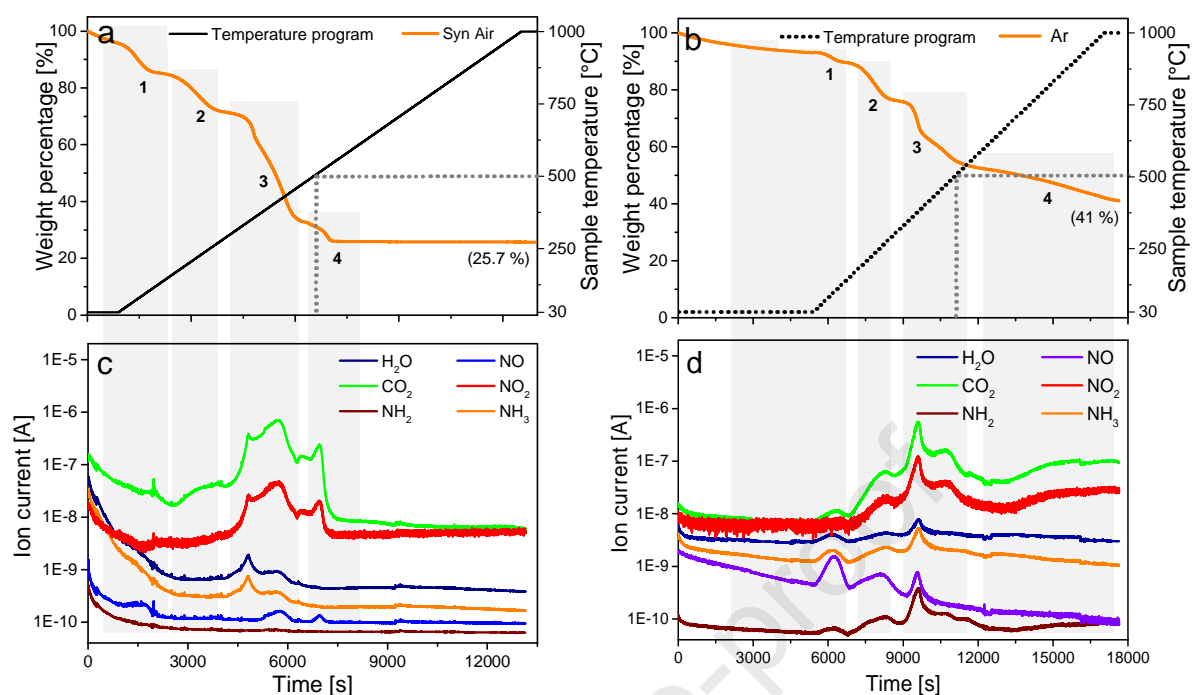 a
Temperature program
Syn Air
Weight percentage [%]
100
80
60
40
20
0
1
2
3
4
(25.7 %)
1000
750
500
250
30
Sample temperature [°C]
b
Temprature program
Ar
Weight percentage [%]
100
80
60
40
20
0
1
2
3
4
(41 %)
1000
750
500
250
30
Sample temperature [°C]
c
H₂O
NO
CO₂
NO₂
NH₂
NH₃
Ion current [A]
1E-5
1E-6
1E-7
1E-8
1E-9
1E-10
0
3000
6000
9000
12000
Time [s]
d
H₂O
NO
CO₂
NO₂
NH₂
NH₃
Ion current [A]
1E-5
1E-6
1E-7
1E-8
1E-9
1E-10
0
3000
6000
9000
12000
15000
18000
Time [s]
-proof